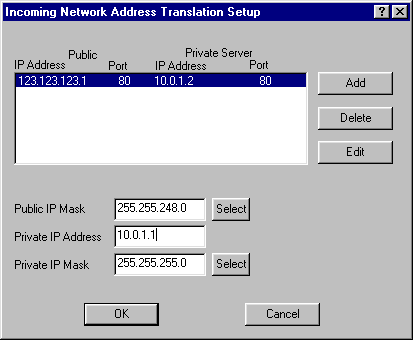 Incoming Network Address Translation Setup
Public Private Server
IP Address Port IP Address Port
123.123.123.1 80 10.0.1.2 80
Add
Delete
Edit
Public IP Mask 255.255.248.0 Select
Private IP Address 10.0.1.1
Private IP Mask 255.255.255.0 Select
OK Cancel